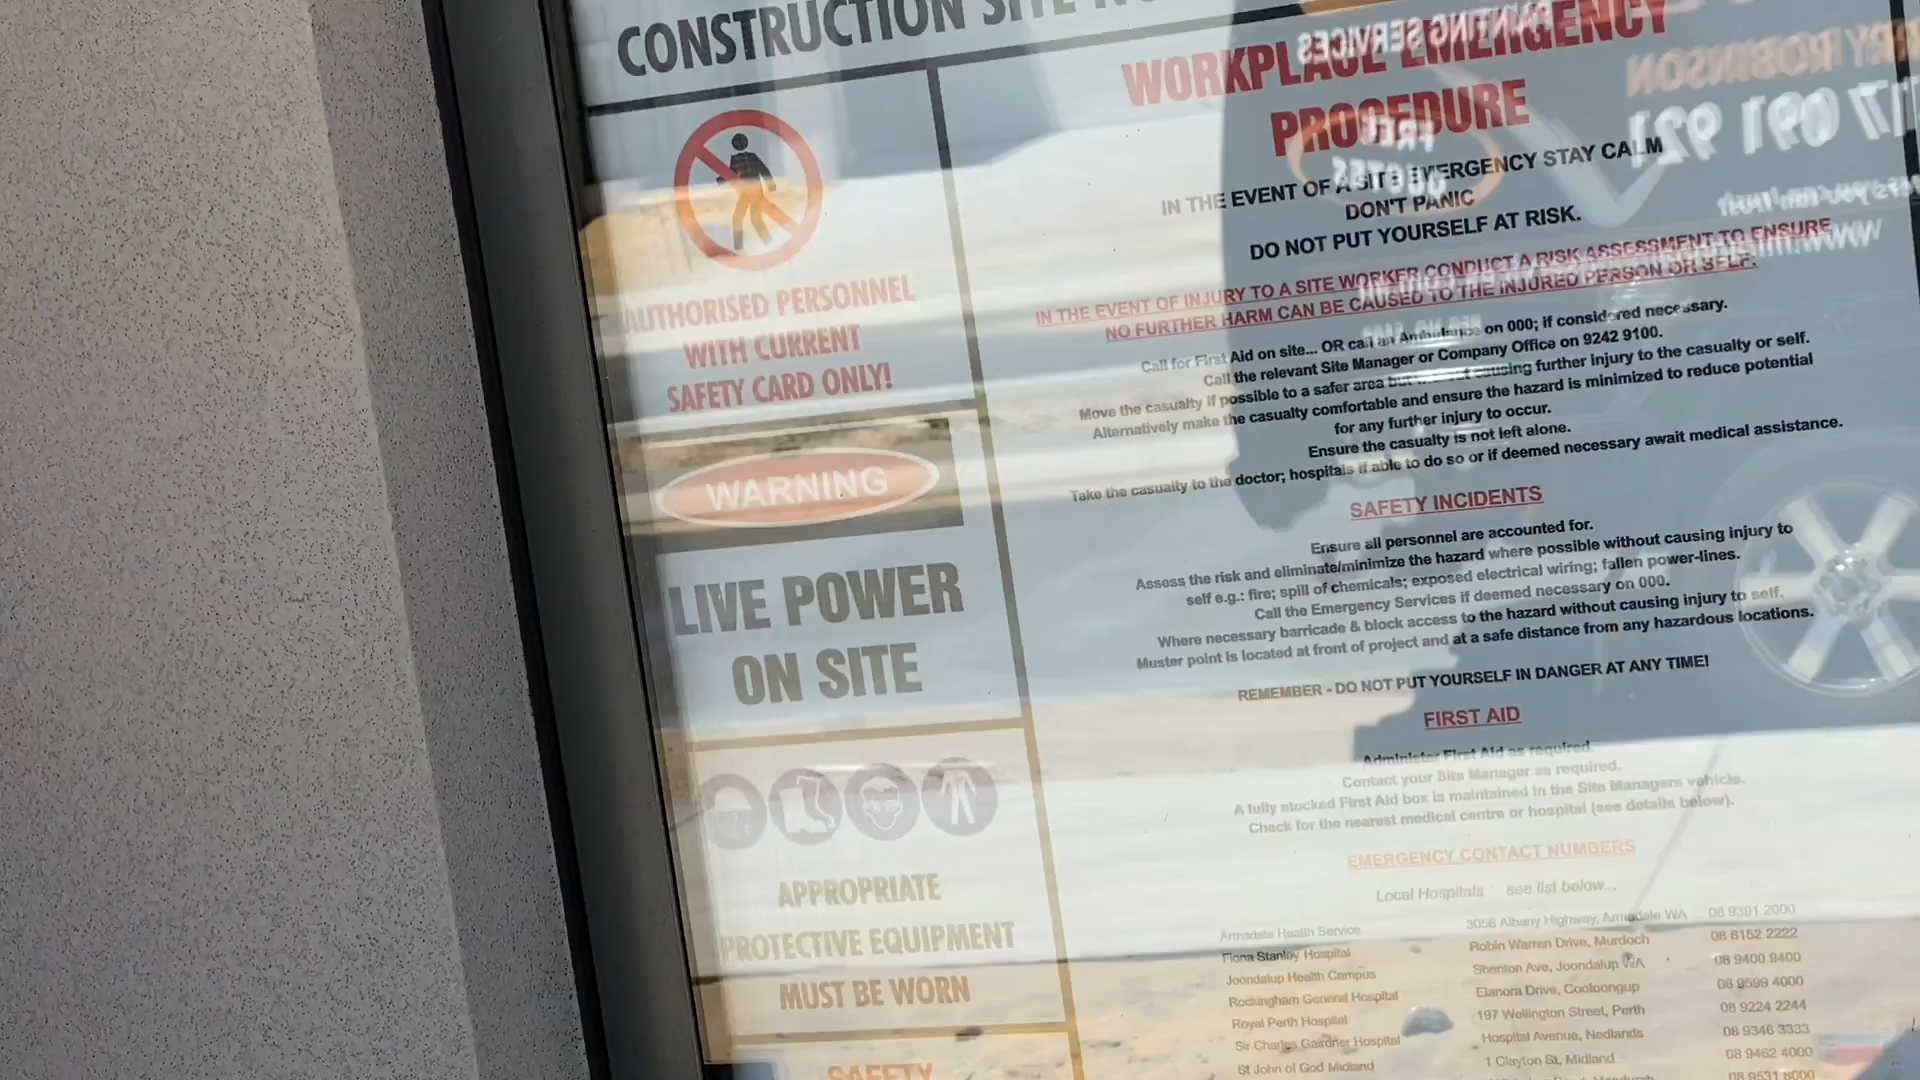 CONSTRUCTION SITE
AUTHORISED PERSONNEL
WITH CURRENT
SAFETY CARD ONLY!
WARNING
LIVE POWER
ON SITE
APPROPRIATE
PROTECTIVE EQUIPMENT
MUST BE WORN
SAFETY
WORKPLACE EMERGENCY
PROCEDURE
IN THE EVENT OF A SITE EMERGENCY STAY CALM
DON'T PANIC
DO NOT PUT YOURSELF AT RISK.
IN THE EVENT OF INJURY TO A SITE WORKER CONDUCT A RISK ASSESSMENT TO ENSURE
NO FURTHER HARM CAN BE CAUSED TO THE INJURED PERSON OR SELF.
Call for First Aid on site... OR call an Ambulance on 000; if considered necessary.
Call the relevant Site Manager or Company Office on 9242 9100.
Move the casualty if possible to a safer area but causing further injury to the casualty or self.
Alternatively make the casualty comfortable and ensure the hazard is minimized to reduce potential
for any further injury to occur.
Ensure the casualty is not left alone.
Take the casualty to the doctor; hospitals if able to do so or if deemed necessary await medical assistance.
SAFETY INCIDENTS
Ensure all personnel are accounted for.
Assess the risk and eliminate/minimize the hazard where possible without causing injury to
self e.g.: fire; spill of chemicals; exposed electrical wiring; fallen power-lines.
Call the Emergency Services if deemed necessary on 000.
Where necessary barricade & block access to the hazard without causing injury to self.
Muster point is located at front of project and at a safe distance from any hazardous locations.
REMEMBER - DO NOT PUT YOURSELF IN DANGER AT ANY TIME!
FIRST AID
Administer First Aid as required.
Contact your Site Manager as required.
A fully stocked First Aid box is maintained in the Site Managers vehicle.
Check for the nearest medical centre or hospital (see details below).
EMERGENCY CONTACT NUMBERS
Local Hospitals see list below...
Armadale Health Service 3056 Albany Highway, Armadale WA 08 9391 2000
Fiona Stanley Hospital Robin Warren Drive, Murdoch 08 6152 2222
Joondalup Health Campus Shenton Ave, Joondalup WA 08 9400 9400
Rockingham General Hospital Elanora Drive, Cooloongup 08 9599 4000
Royal Perth Hospital 197 Wellington Street, Perth 08 9224 2244
Sir Charles Gairdner Hospital Hospital Avenue, Nedlands 08 9346 3333
St John of God Midland 1 Clayton St, Midland 08 9462 4000
08 9531 8000